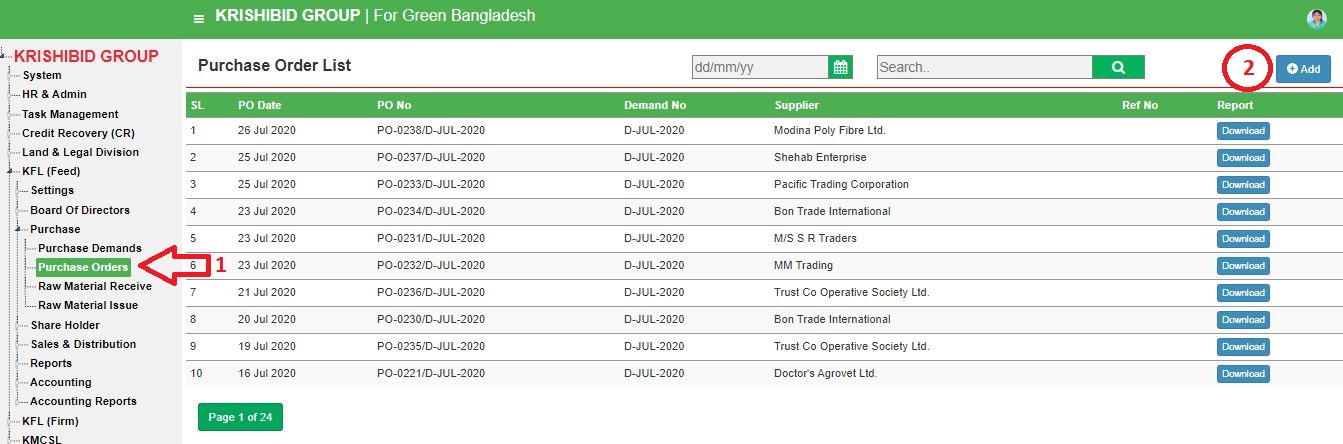 KRISHIBID GROUP | For Green Bangladesh
KRISHIBID GROUP
System
HR & Admin
Task Management
Credit Recovery (CR)
Land & Legal Division
KFL (Feed)
Settings
Board Of Directors
Purchase
Purchase Demands
Purchase Orders
Raw Material Receive
Raw Material Issue
Share Holder
Sales & Distribution
Reports
Accounting
Accounting Reports
KFL (Firm)
KMCSL
1
Purchase Order List dd/mm/yy Search.. 2 Add
SL PO Date PO No Demand No Supplier Ref No Report
1 26 Jul 2020 PO-0238/D-JUL-2020 D-JUL-2020 Modina Poly Fibre Ltd. Download
2 25 Jul 2020 PO-0237/D-JUL-2020 D-JUL-2020 Shehab Enterprise Download
3 25 Jul 2020 PO-0233/D-JUL-2020 D-JUL-2020 Pacific Trading Corporation Download
4 23 Jul 2020 PO-0234/D-JUL-2020 D-JUL-2020 Bon Trade International Download
5 23 Jul 2020 PO-0231/D-JUL-2020 D-JUL-2020 M/S S R Traders Download
6 23 Jul 2020 PO-0232/D-JUL-2020 D-JUL-2020 MM Trading Download
7 21 Jul 2020 PO-0236/D-JUL-2020 D-JUL-2020 Trust Co Operative Society Ltd. Download
8 20 Jul 2020 PO-0230/D-JUL-2020 D-JUL-2020 Bon Trade International Download
9 19 Jul 2020 PO-0235/D-JUL-2020 D-JUL-2020 Trust Co Operative Society Ltd. Download
10 16 Jul 2020 PO-0221/D-JUL-2020 D-JUL-2020 Doctor's Agrovet Ltd. Download
Page 1 of 24